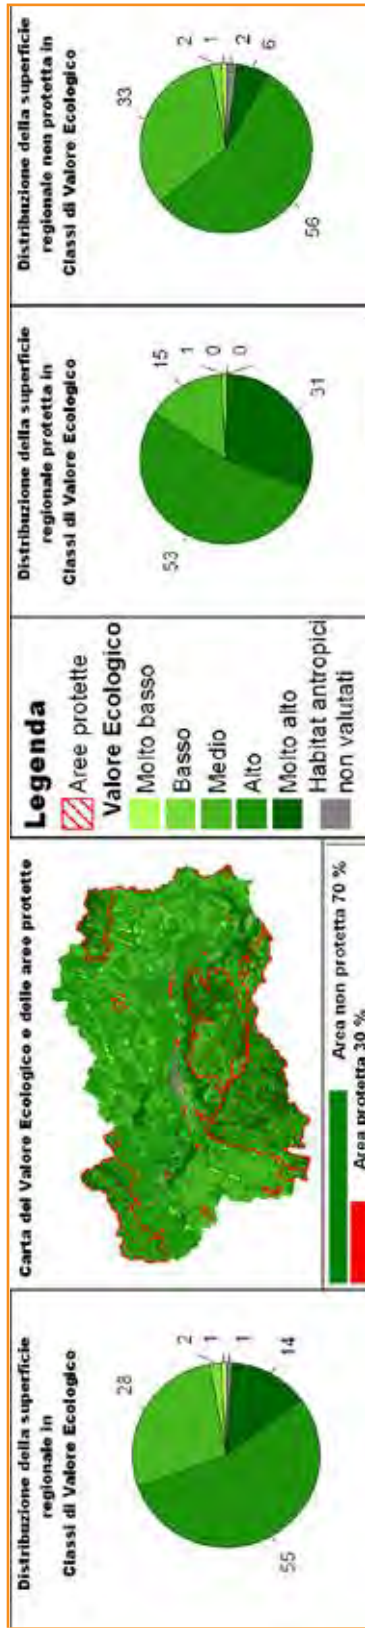 Distribuzione della superficie
regionale in
Classi di Valore Ecologico
28
2
1
1
14
55
Carta del Valore Ecologico e delle aree protette
Area non protetta 70 %
Area protetta 30 %
Legenda
Aree protette
Valore Ecologico
Molto basso
Basso
Medio
Alto
Molto alto
Habitat antropici
non valutati
Distribuzione della superficie
regionale protetta in
Classi di Valore Ecologico
53
15
1
0
0
31
Distribuzione della superficie
regionale non protetta in
Classi di Valore Ecologico
33
2
1
2
6
56